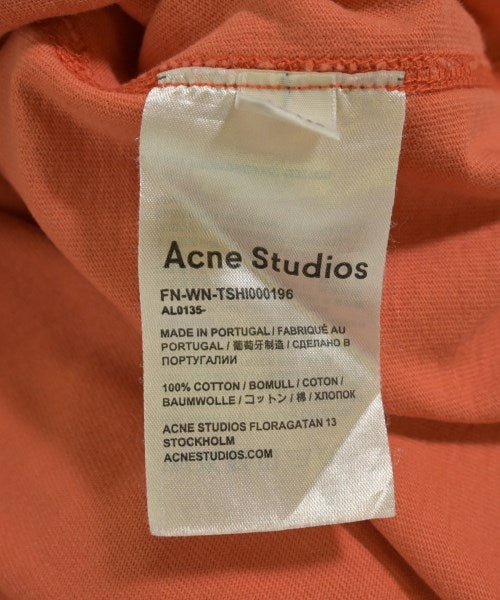 Acne Studios
FN-WN-TSHI000196
AL0135-
MADE IN PORTUGAL / FABRIQUÉ AU
PORTUGAL / 葡萄牙制造 / СДЕЛАНО В
ПОРТУГАЛИИ
100% COTTON / BOMULL / COTON /
BAUMWOLLE / コットン / 棉 / ХЛОПОК
ACNE STUDIOS FLORAGATAN 13
STOCKHOLM
ACNESTUDIOS.COM